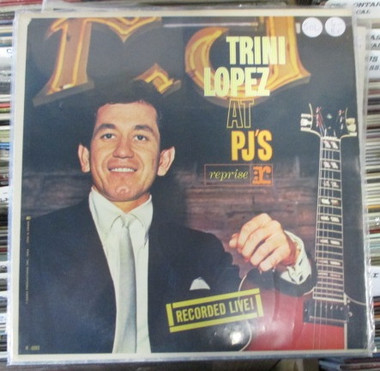 P.J
TRINI
LOPEZ
AT
PJ'S
reprise
RECORDED LIVE!